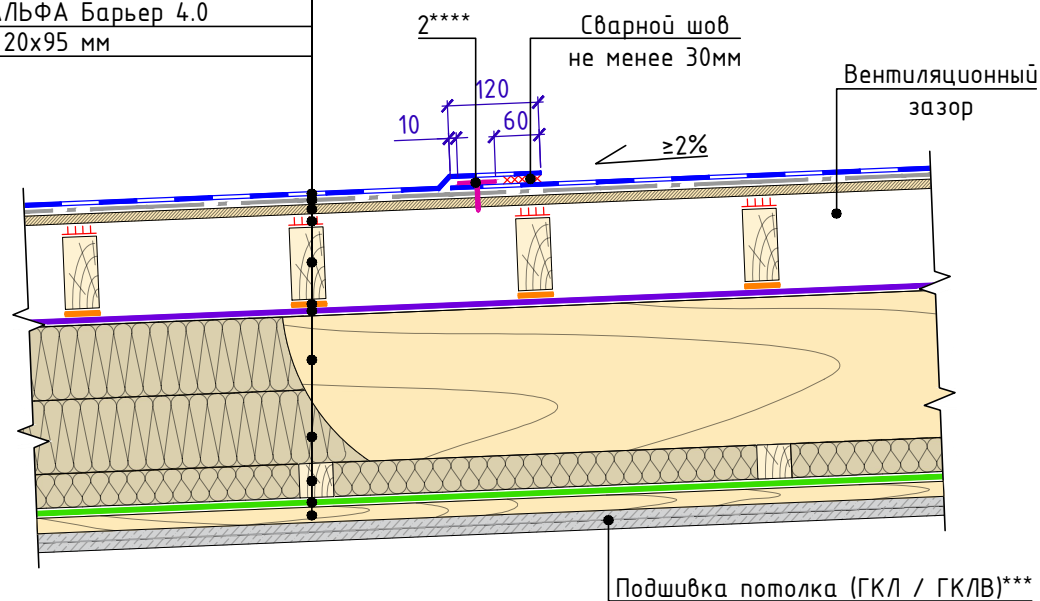 АЛЬФА Барьер 4.0
20х95 мм
2****
Сварной шов
не менее 30мм
Вентиляционный
зазор
120
10
60
≥2%
Подшивка потолка (ГКЛ / ГКЛВ)***